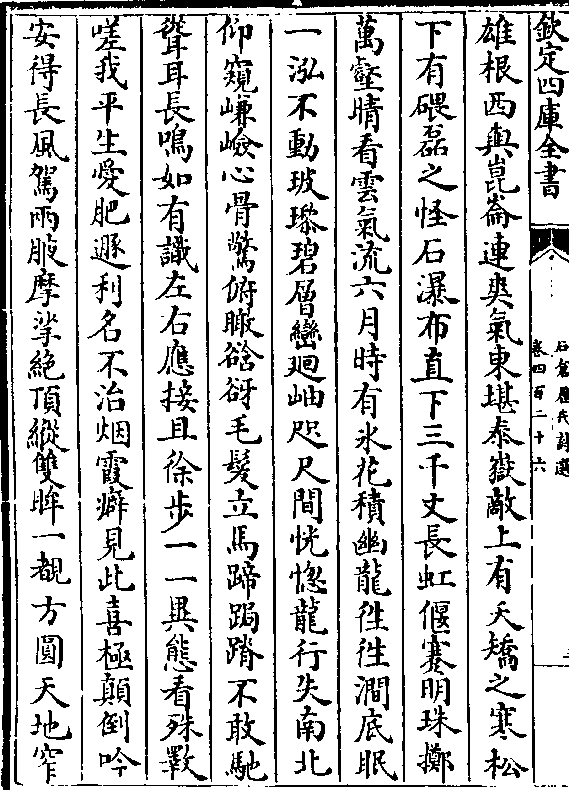 欽定四庫全書
石倉歷代詩選
卷四百二十六
雄根西與崑崙連爽氣東堪泰嶽敵上有夭矯之寒松
下有磈磊之怪石瀑布直下三千丈長虹偃蹇明珠擲
萬壑晴看雲氣流六月時有氷花積幽龍徃徃澗底眠
一泓不動玻瓈碧層巒廻岫咫尺間恍惚龍行失南北
仰窺㠗嶮心骨驚俯瞰谽谺毛髮立馬蹄跼蹐不敢馳
聳耳長鳴如有識左右應接且徐步一一異態看殊斁
嗟我平生愛肥遯利名不治烟霞癖見此喜極顛倒吟
安得長風駕兩腋摩挲絶頂縱雙眸一覩方圓天地窄